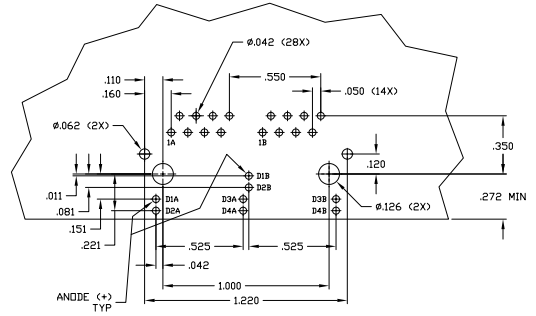 Ø.042 (28X)
.110
.550
.160
.050 (14X)
Ø.062 (2X)
1A
1B
.350
.120
.011
D1B
.272 MIN
.081
D2B
D1A
D3A
D3B
.151
D2A
D4A
D4B
Ø.126 (2X)
.221
.525
.525
.042
1.000
ANODE (+)
TYP
1.220